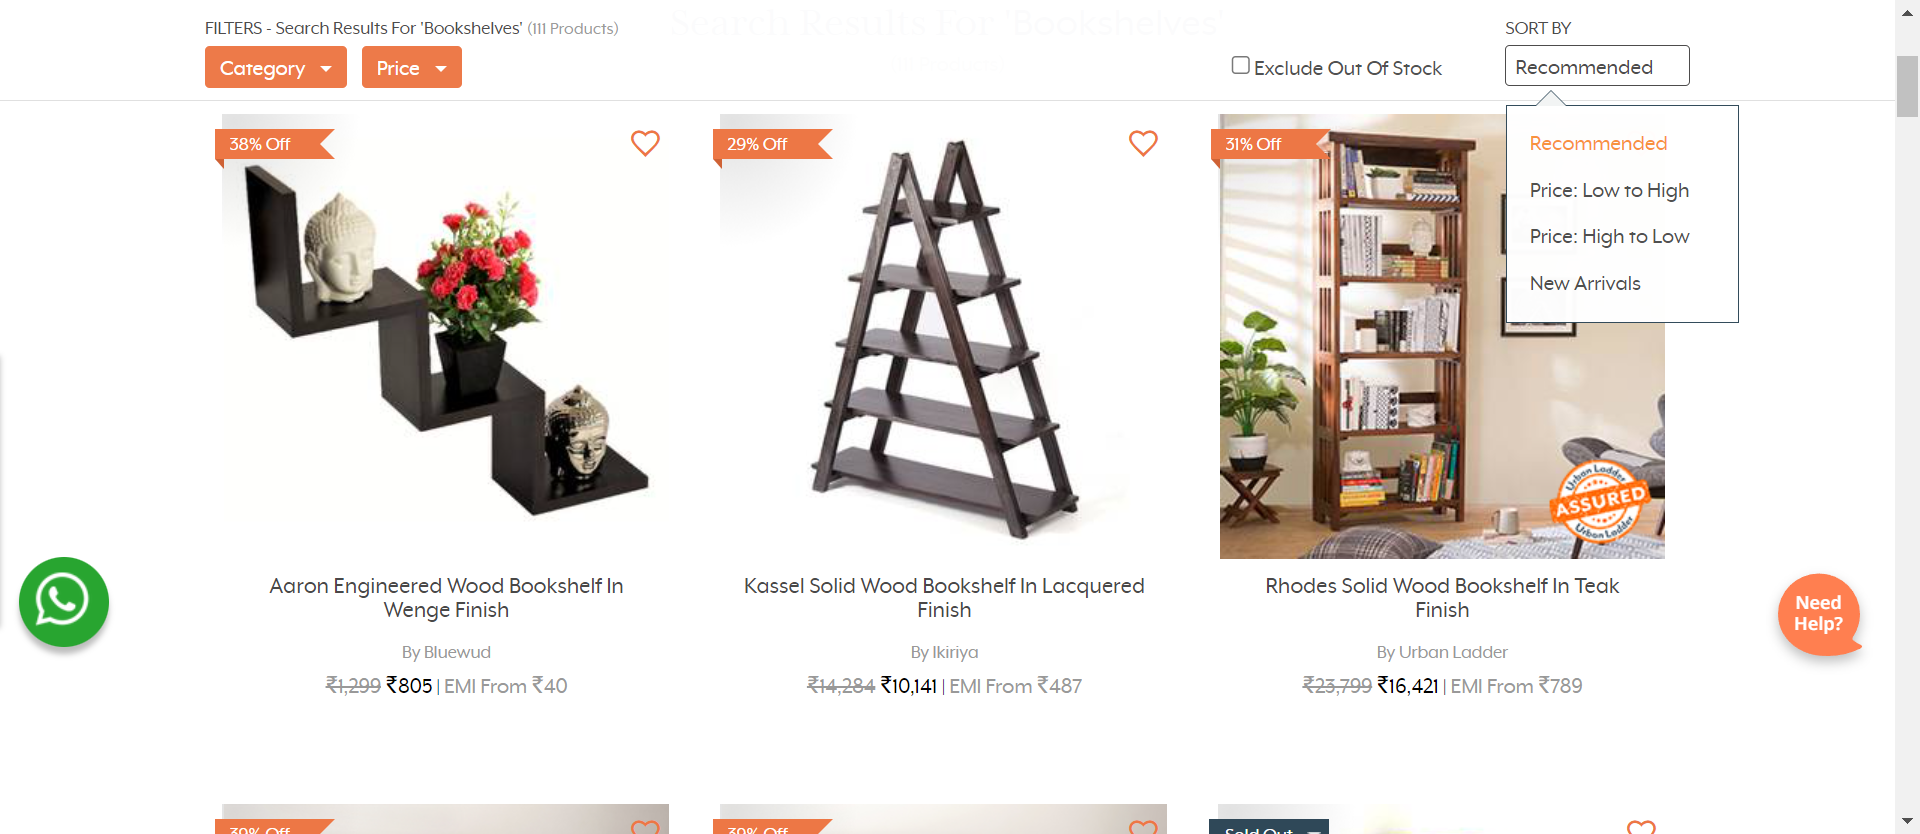 Search Results For 'Bookshelves'
FILTERS - Search Results For 'Bookshelves' (111 Products)
SORT BY
Category
Price
Exclude Out Of Stock
Recommended
Recommended
Price: Low to High
Price: High to Low
New Arrivals
38% Off
29% Off
31% Off
Urban Ladder
ASSURED
Urban Ladder
Aaron Engineered Wood Bookshelf In
Wenge Finish
By Bluewud
₹1,299 ₹805 | EMI From ₹40
Kassel Solid Wood Bookshelf In Lacquered
Finish
By Ikiriya
₹14,284 ₹10,141 | EMI From ₹487
Rhodes Solid Wood Bookshelf In Teak
Finish
By Urban Ladder
₹23,799 ₹16,421 | EMI From ₹789
Need
Help?
39% Off
39% Off
Sold Out